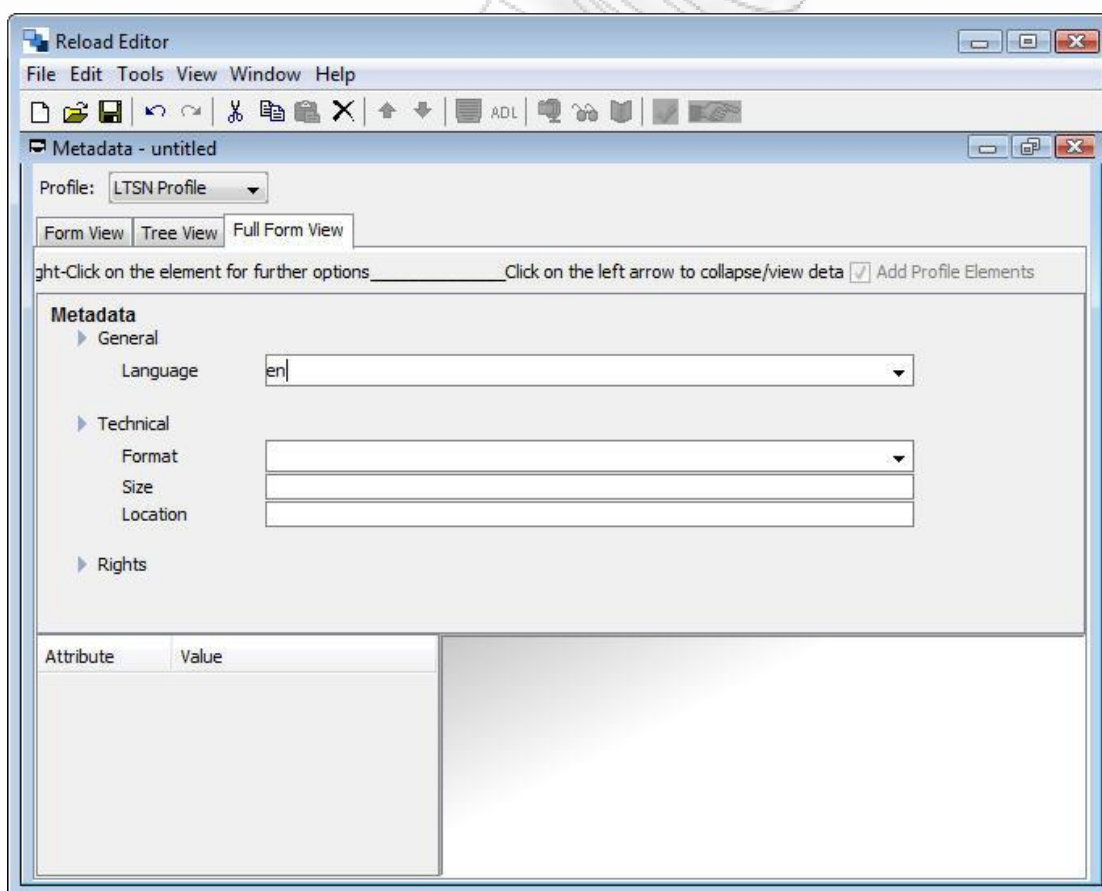 Reload Editor
File Edit Tools View Window Help
ADL
Metadata - untitled
Profile: LTSN Profile
Form View Tree View Full Form View
ght-Click on the element for further options_______________Click on the left arrow to collapse/view deta Add Profile Elements
Metadata
General
Language en
Technical
Format
Size
Location
Rights
Attribute Value